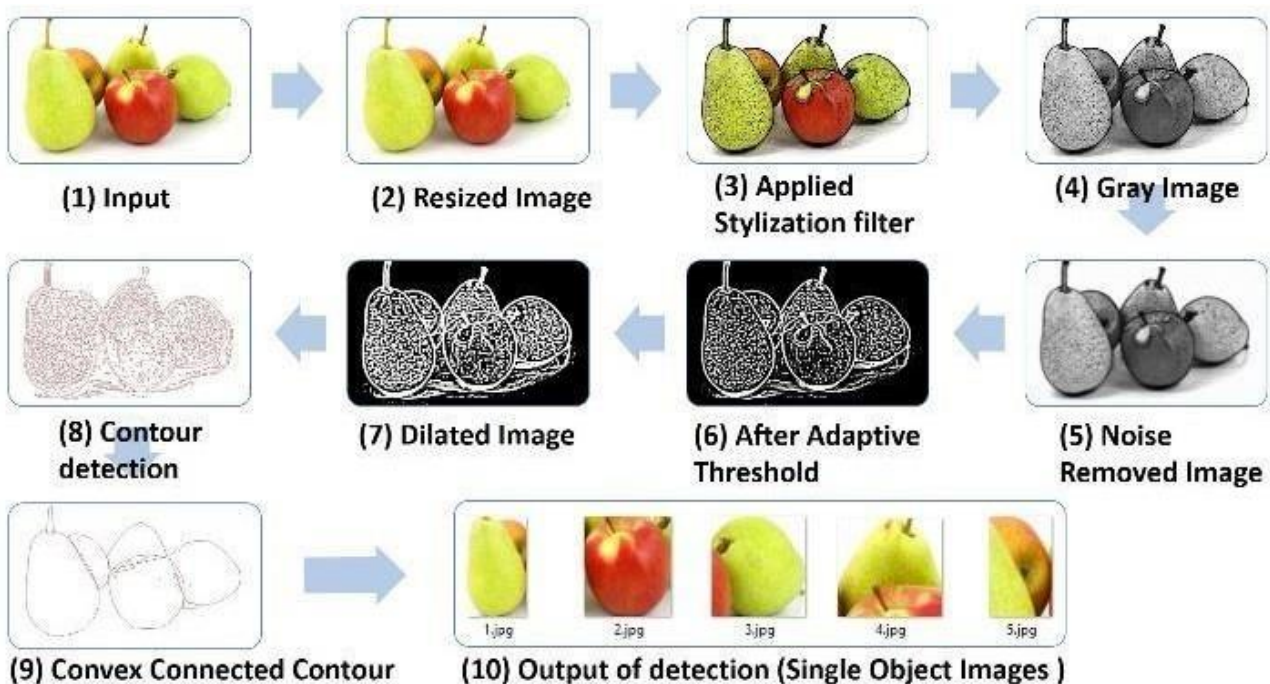 (1) Input
(2) Resized Image
(3) Applied
Stylization filter
(4) Gray Image
(8) Contour
detection
(7) Dilated Image
(6) After Adaptive
Threshold
(5) Noise
Removed Image
1.jpg
2.jpg
3.jpg
4.jpg
5.jpg
(9) Convex Connected Contour
(10) Output of detection (Single Object Images )